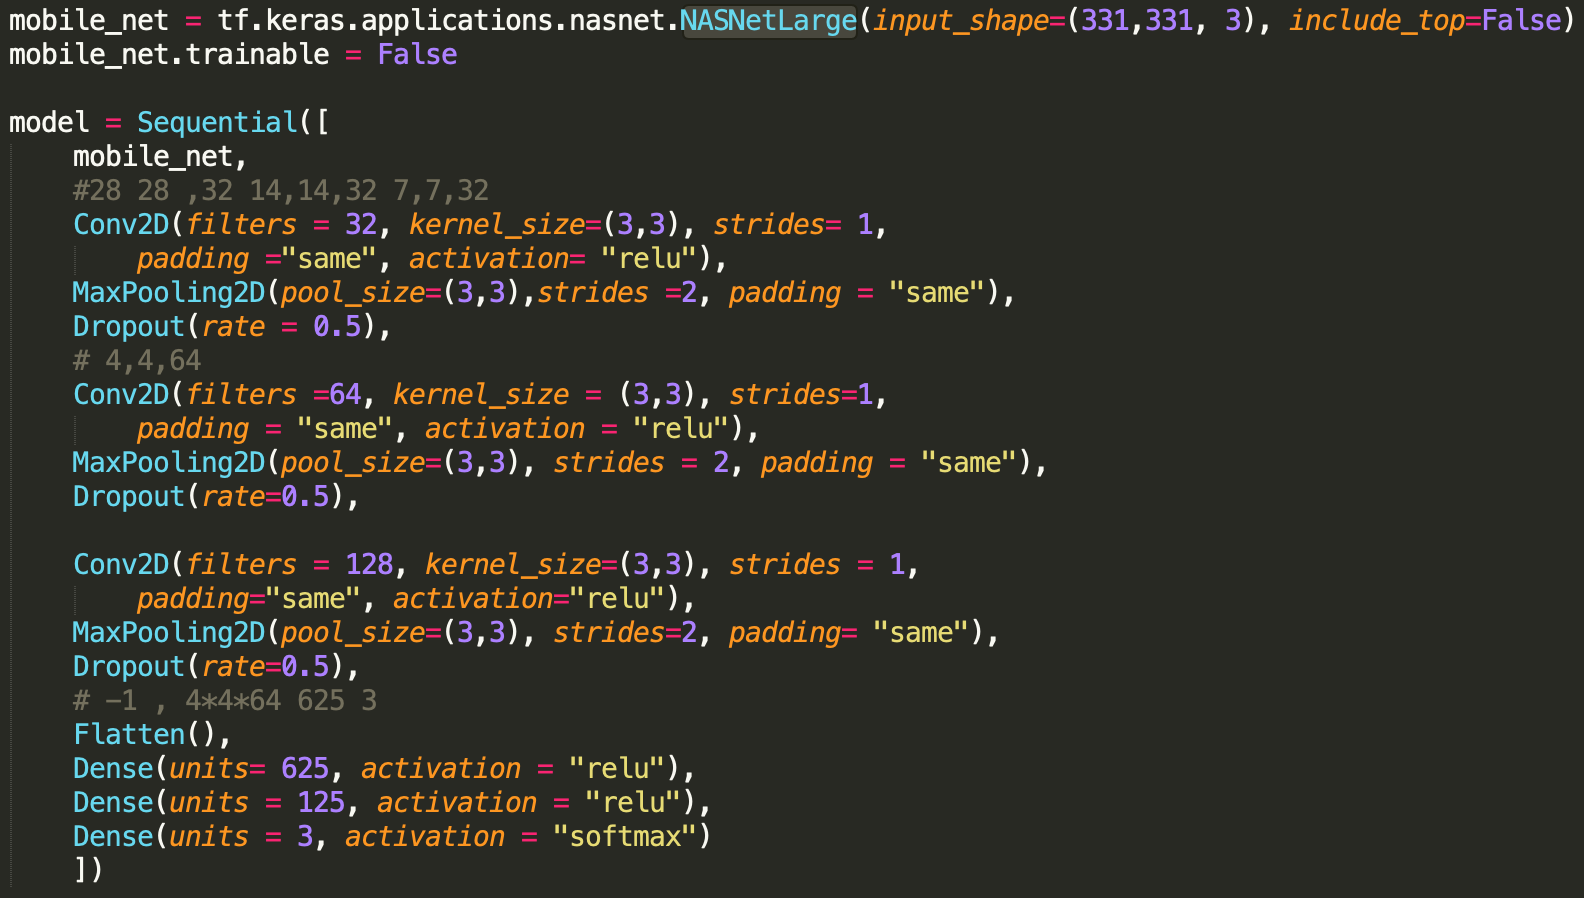 mobile_net = tf.keras.applications.nasnet.NASNetLarge(input_shape=(331,331, 3), include_top=False)
mobile_net.trainable = False
model = Sequential([
mobile_net,
#28 28 ,32 14,14,32 7,7,32
Conv2D(filters = 32, kernel_size=(3,3), strides= 1,
padding ="same", activation= "relu"),
MaxPooling2D(pool_size=(3,3),strides =2, padding = "same"),
Dropout(rate = 0.5),
# 4,4,64
Conv2D(filters =64, kernel_size = (3,3), strides=1,
padding = "same", activation = "relu"),
MaxPooling2D(pool_size=(3,3), strides = 2, padding = "same"),
Dropout(rate=0.5),
Conv2D(filters = 128, kernel_size=(3,3), strides = 1,
padding="same", activation="relu"),
MaxPooling2D(pool_size=(3,3), strides=2, padding= "same"),
Dropout(rate=0.5),
# -1 , 4*4*64 625 3
Flatten(),
Dense(units= 625, activation = "relu"),
Dense(units = 125, activation = "relu"),
Dense(units = 3, activation = "softmax")
])